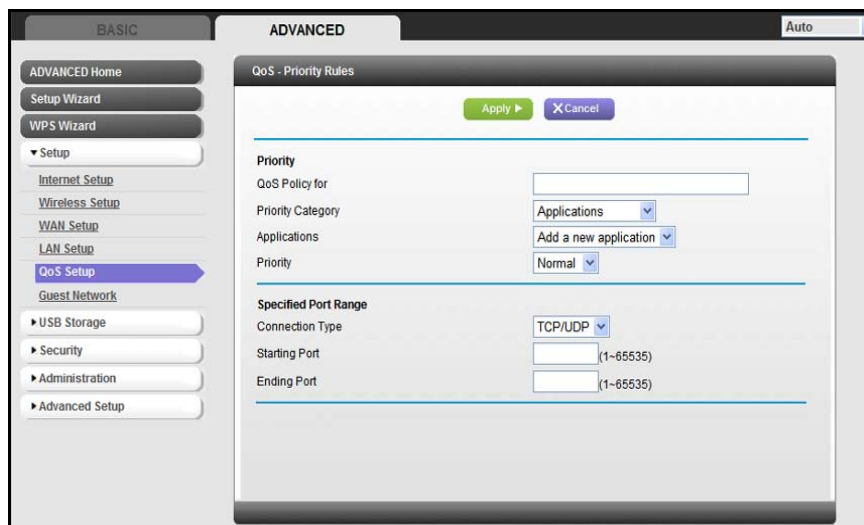 BASIC
ADVANCED
Auto
ADVANCED Home
Setup Wizard
WPS Wizard
Setup
Internet Setup
Wireless Setup
WAN Setup
LAN Setup
QoS Setup
Guest Network
USB Storage
Security
Administration
Advanced Setup
QoS - Priority Rules
Apply
X Cancel
Priority
QoS Policy for
Priority Category Applications
Applications Add a new application
Priority Normal
Specified Port Range
Connection Type TCP/UDP
Starting Port (1~65535)
Ending Port (1~65535)